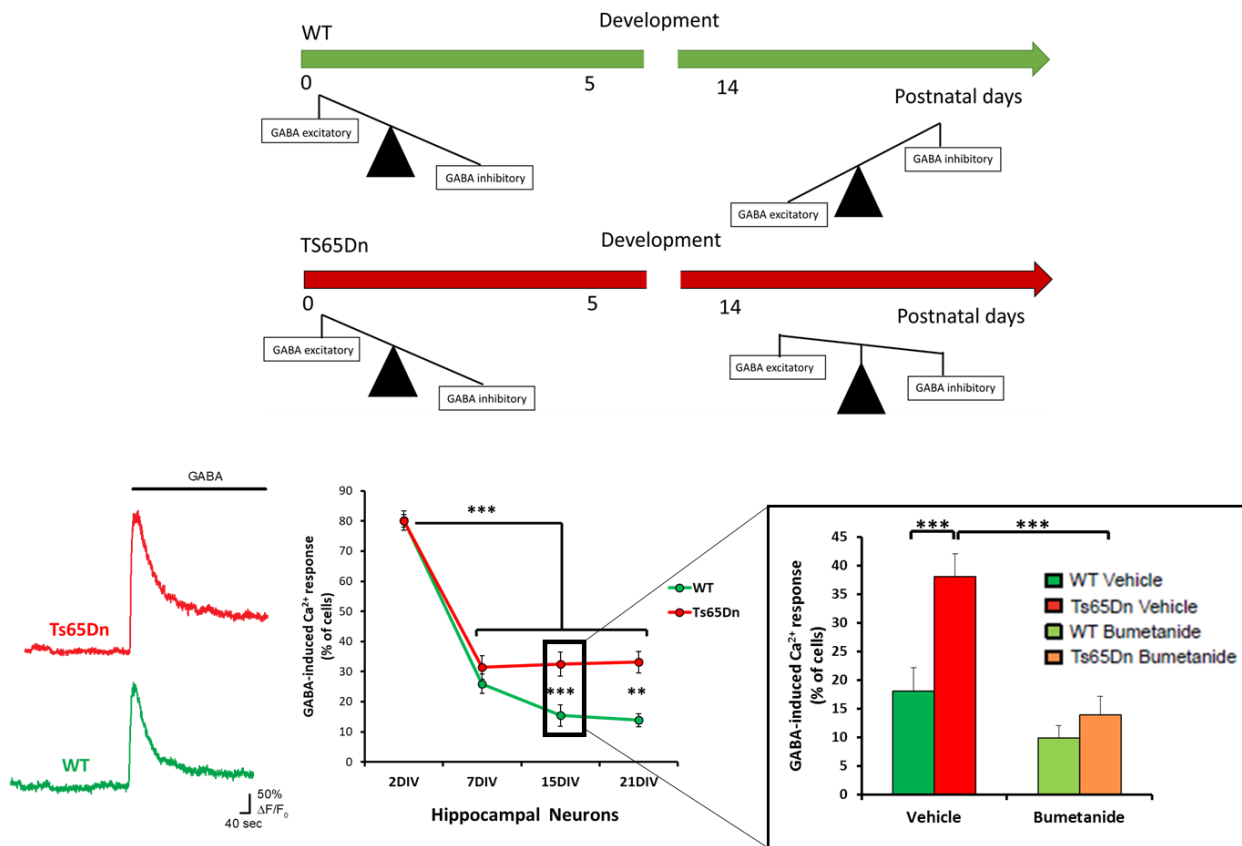 Development
WT
0
5
14
Postnatal days
GABA excitatory
GABA inhibitory
GABA inhibitory
GABA excitatory
Development
TS65Dn
0
5
14
Postnatal days
GABA excitatory
GABA inhibitory
GABA excitatory
GABA inhibitory
GABA
Ts65Dn
WT
50%
ΔF/F₀
40 sec
GABA-induced Ca²⁺ response
(% of cells)
90
80
70
60
50
40
30
20
10
0
***
WT
Ts65Dn
***
**
2DIV
7DIV
15DIV
21DIV
Hippocampal Neurons
GABA-induced Ca²⁺ response
(% of cells)
45
40
35
30
25
20
15
10
5
0
***
***
WT Vehicle
Ts65Dn Vehicle
WT Bumetanide
Ts65Dn Bumetanide
Vehicle
Bumetanide